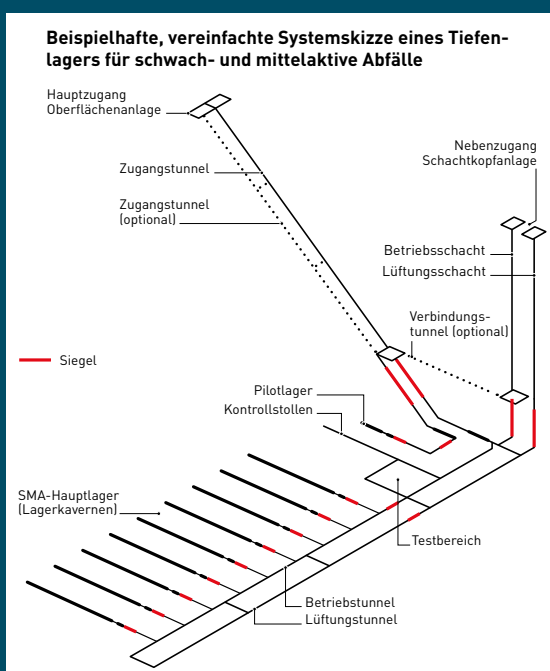 Beispielhafte, vereinfachte Systemskizze eines Tiefen-
lagers für schwach- und mittelaktive Abfälle
Hauptzugang
Oberflächenanlage
Nebenzugang
Schachtkopfanlage
Zugangstunnel
Zugangstunnel
(optional)
Betriebsschacht
Lüftungsschacht
Verbindungs-
tunnel (optional)
Siegel
Pilotlager
Kontrollstollen
SMA-Hauptlager
(Lagerkavernen)
Testbereich
Betriebstunnel
Lüftungstunnel